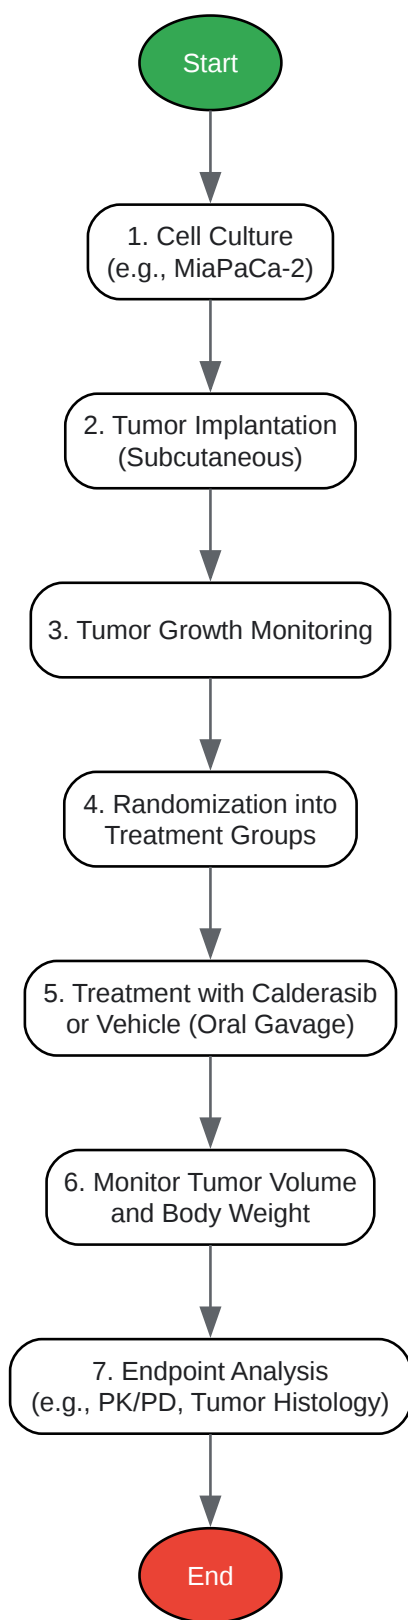 Start
1. Cell Culture
(e.g., MiaPaCa-2)
2. Tumor Implantation
(Subcutaneous)
3. Tumor Growth Monitoring
4. Randomization into
Treatment Groups
5. Treatment with Calderasib
or Vehicle (Oral Gavage)
6. Monitor Tumor Volume
and Body Weight
7. Endpoint Analysis
(e.g., PK/PD, Tumor Histology)
End